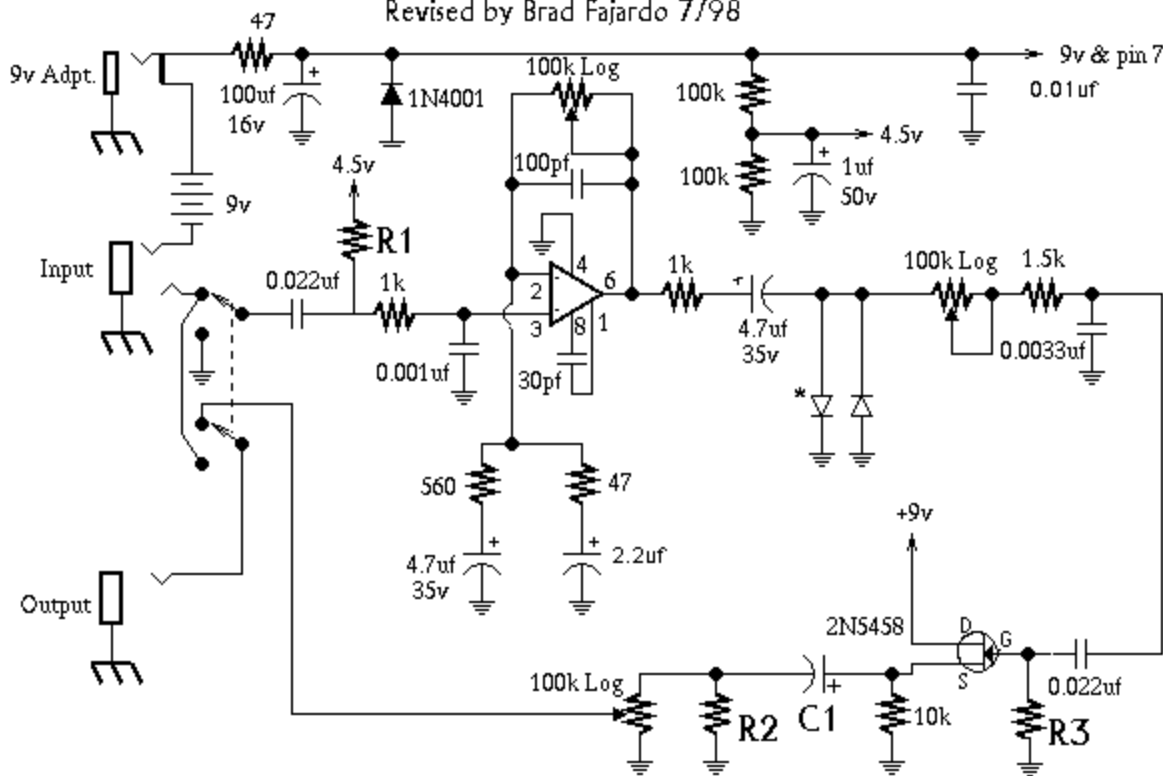 Revised by Brad Fajardo 7/98
47
9v Adpt.
100uf
16v
1N4001
100k Log
100k
9v & pin 7
0.01uf
4.5v
100pf
100k
1uf
50v
4.5v
9v
R1
Input
0.022uf
1k
4
2
6
3
8
1
1k
100k Log
1.5k
0.001uf
30pf
4.7uf
35v
0.0033uf
*
560
47
4.7uf
35v
2.2uf
+9v
Output
2N5458
D
G
S
100k Log
0.022uf
R2
C1
10k
R3